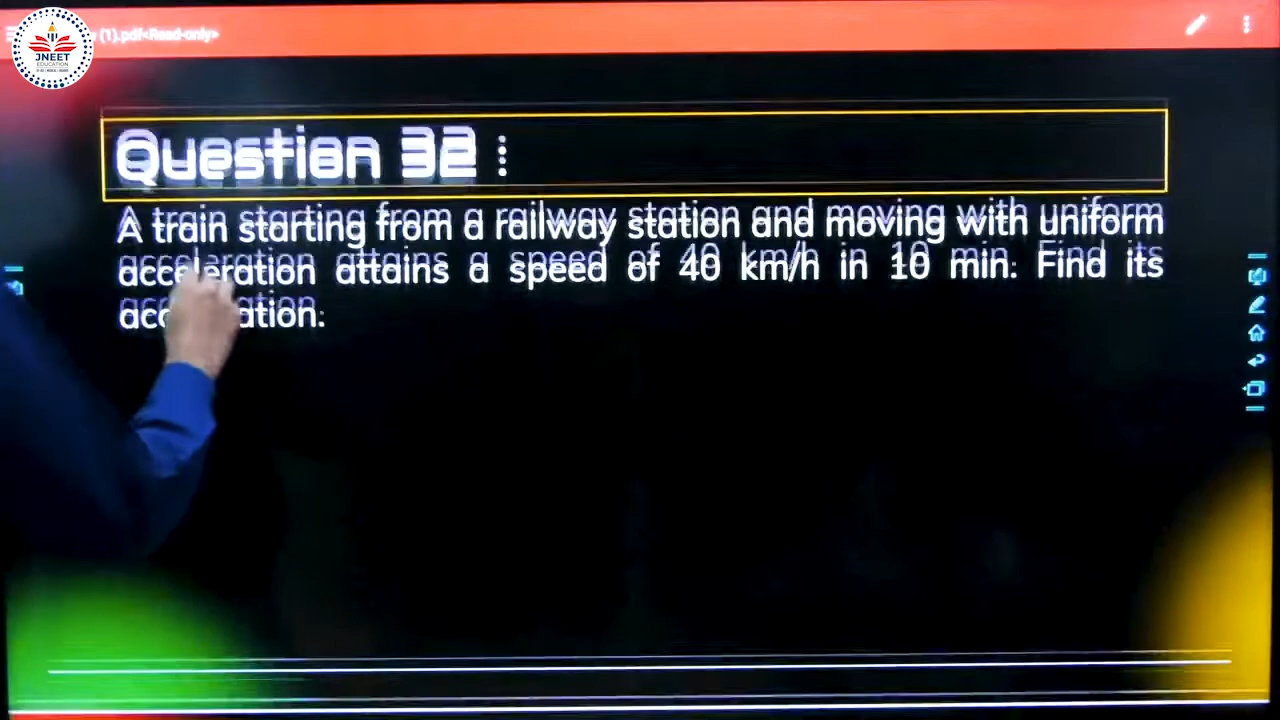 (1).pdf<Read-only>
JNEET
EDUCATION
Question 32 :
A train starting from a railway station and moving with uniform
acceleration attains a speed of 40 km/h in 10 min. Find its
acceleration.